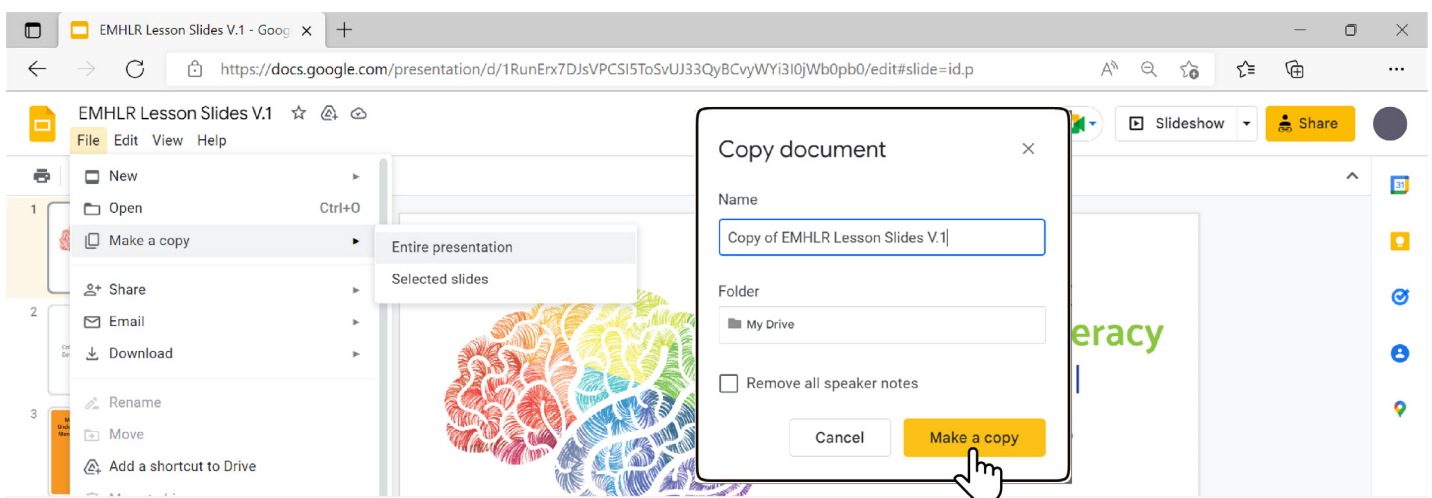 EMHLR Lesson Slides V.1 - Goog
https://docs.google.com/presentation/d/1RunErx7DJsVPCSI5ToSvUJ33QyBCvyWYi3I0jWb0pb0/edit#slide=id.p
EMHLR Lesson Slides V.1
File Edit View Help
Slideshow
Share
New
Open Ctrl+O
Make a copy
Entire presentation
Selected slides
Share
Email
Download
Rename
Move
Add a shortcut to Drive
1
2
3
Copy document
Name
Copy of EMHLR Lesson Slides V.1
Folder
My Drive
Remove all speaker notes
Cancel Make a copy
eracy
31